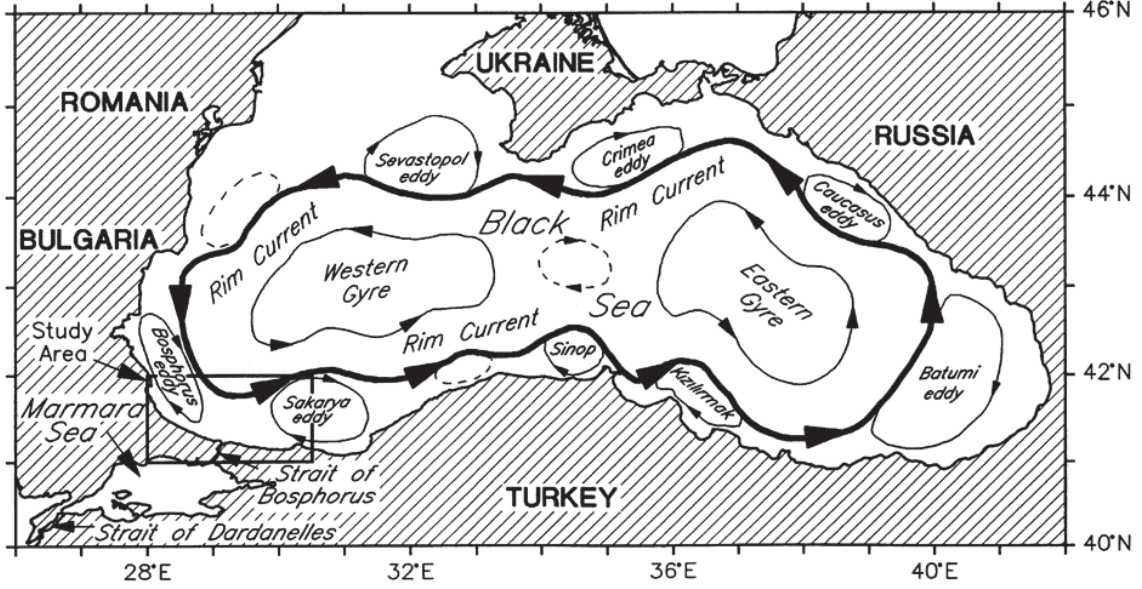 46°N
UKRAINE
ROMANIA
RUSSIA
Sevastopol
eddy
Crimea
eddy
Caucasus
eddy
44°N
Rim Current
Black
Rim Current
BULGARIA
Western
Gyre
Eastern
Gyre
Sea
Rim Current
Study
Area
Bosphorus
eddy
Sinop
42°N
Kizilirmak
Batumi
eddy
Sakarya
eddy
Marmara
Sea
Strait of
Bosphorus
TURKEY
Strait of Dardanelles
40°N
28°E
32°E
36°E
40°E